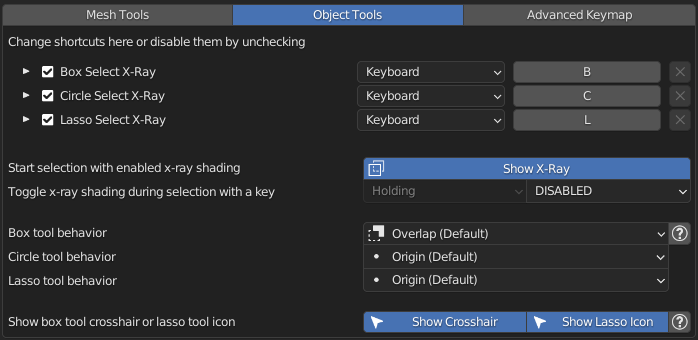 Mesh Tools Object Tools Advanced Keymap
Change shortcuts here or disable them by unchecking
Box Select X-Ray Keyboard B
Circle Select X-Ray Keyboard C
Lasso Select X-Ray Keyboard L
Start selection with enabled x-ray shading Show X-Ray
Toggle x-ray shading during selection with a key Holding DISABLED
Box tool behavior Overlap (Default) ?
Circle tool behavior Origin (Default)
Lasso tool behavior Origin (Default)
Show box tool crosshair or lasso tool icon Show Crosshair Show Lasso Icon ?